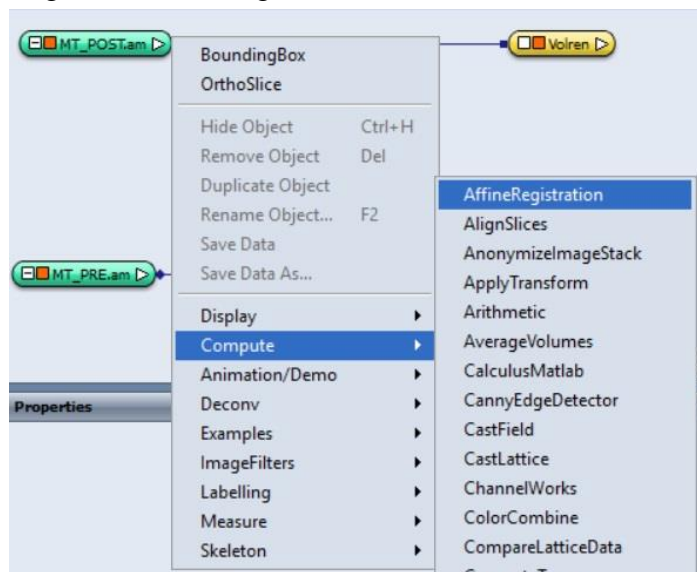 MT_POST.am
Volren
BoundingBox
OrthoSlice
Hide Object Ctrl+H
Remove Object Del
Duplicate Object
Rename Object... F2
Save Data
Save Data As...
MT_PRE.am
Display
Compute
Animation/Demo
Deconv
Examples
ImageFilters
Labelling
Measure
Skeleton
Properties
AffineRegistration
AlignSlices
AnonymizeImageStack
ApplyTransform
Arithmetic
AverageVolumes
CalculusMatlab
CannyEdgeDetector
CastField
CastLattice
ChannelWorks
ColorCombine
CompareLatticeData